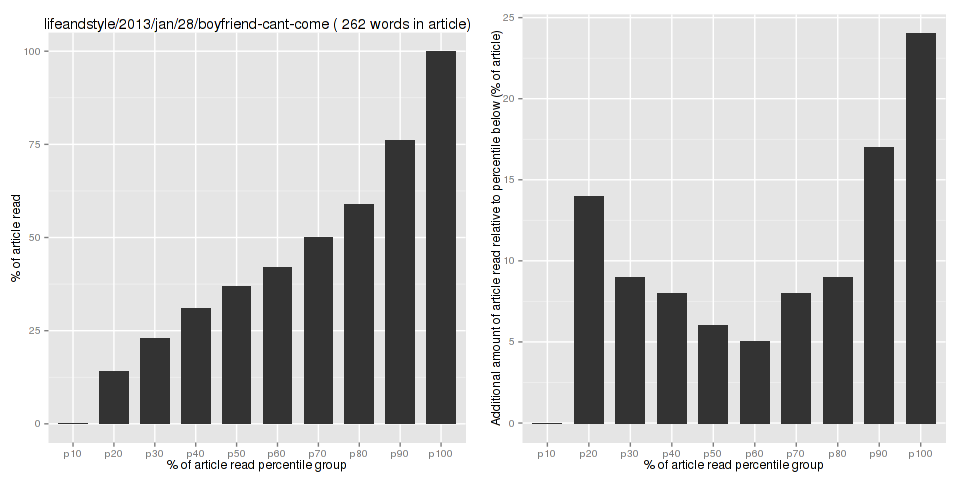 lifeandstyle/2013/jan/28/boyfriend-cant-come ( 262 words in article)
% of article read
100
75
50
25
0
p10 p20 p30 p40 p50 p60 p70 p80 p90 p100
% of article read percentile group
Additional amount of article read relative to percentile below (% of article)
25
20
15
10
5
0
p10 p20 p30 p40 p50 p60 p70 p80 p90 p100
% of article read percentile group